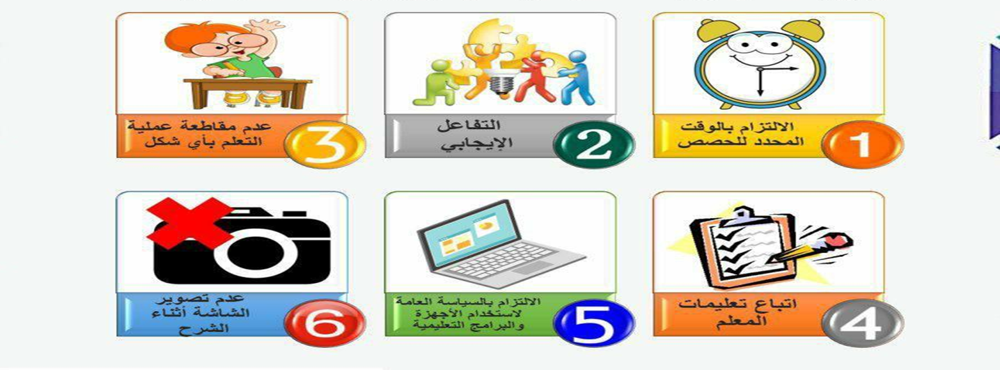 1
الالتزام بالوقت
المحدد للحصص
2
التفاعل
الإيجابي
3
عدم مقاطعة عملية
التعلم بأي شكل
4
اتباع تعليمات
المعلم
5
الالتزام بالسياسة العامة
لاستخدام الأجهزة
والبرامج التعليمية
6
عدم تصوير
الشاشة أثناء
الشرح